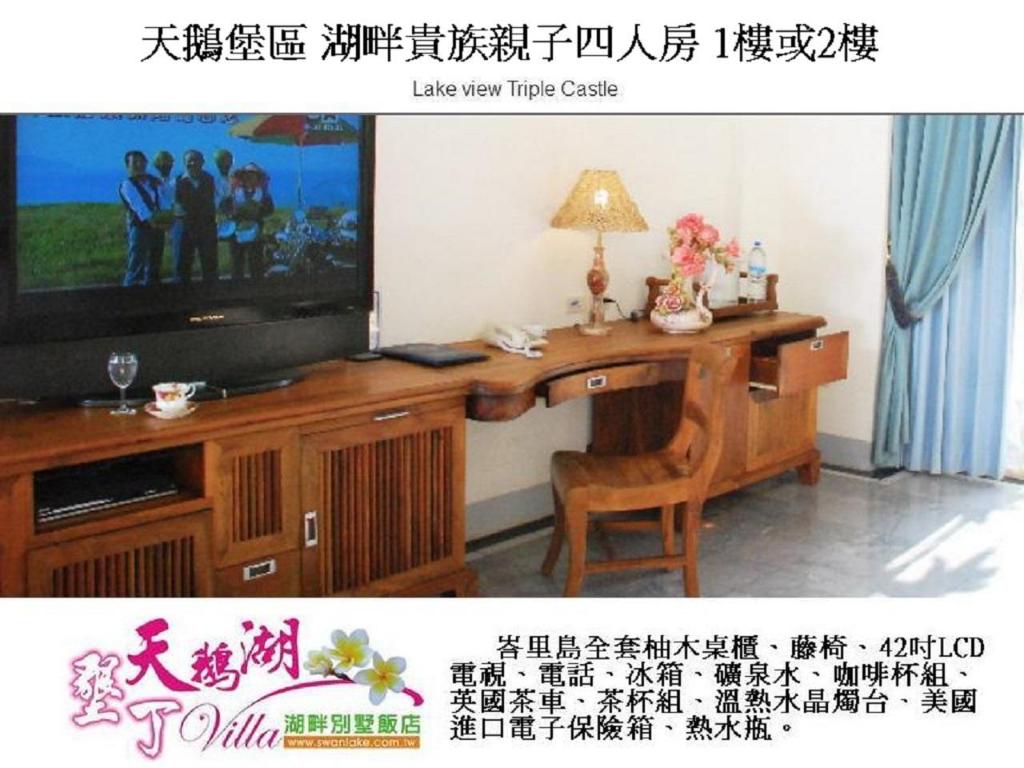 天鵝堡區 湖畔貴族親子四人房 1樓或2樓
Lake view Triple Castle
墾丁
天鵝湖
Villa
湖畔別墅飯店
www.swanlake.com.tw
峇里島全套柚木桌櫃、藤椅、42吋LCD
電視、電話、冰箱、礦泉水、咖啡杯組、
英國茶車、茶杯組、溫熱水晶燭台、美國
進口電子保險箱、熱水瓶。